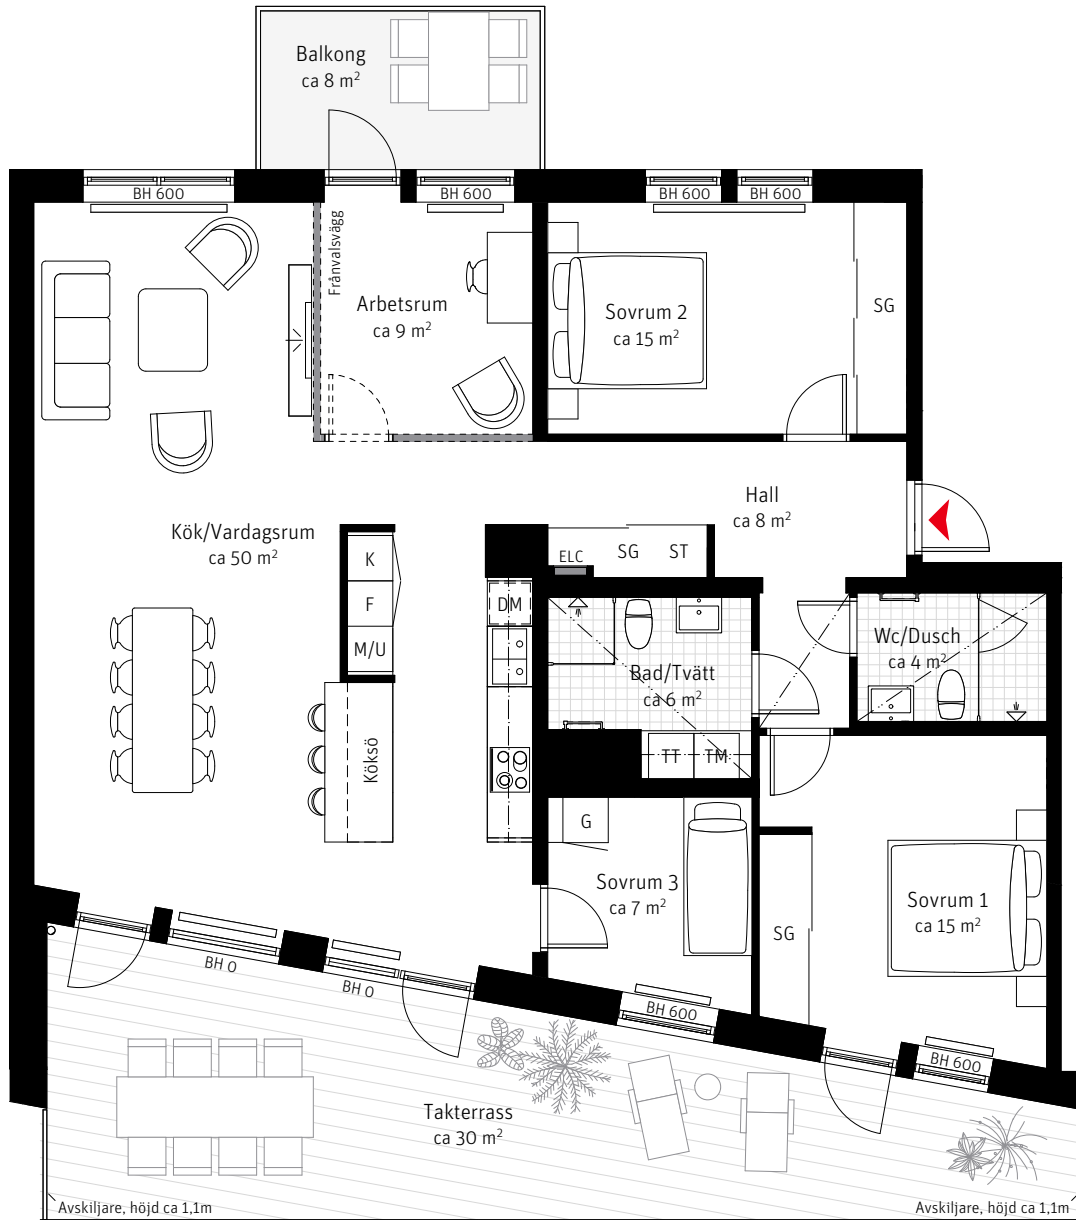 Balkong
ca 8 m²
BH 600
BH 600
BH 600
BH 600
Frånvalsvägg
Arbetsrum
ca 9 m²
Sovrum 2
ca 15 m²
SG
Hall
ca 8 m²
Kök/Vardagsrum
ca 50 m²
K
F
M/U
DM
ELC
SG
ST
Wc/Dusch
ca 4 m²
Bad/Tvätt
ca 6 m²
TT
TM
Köksö
G
Sovrum 3
ca 7 m²
Sovrum 1
ca 15 m²
SG
BH 0
BH 0
BH 600
BH 600
Takterrass
ca 30 m²
Avskiljare, höjd ca 1,1m
Avskiljare, höjd ca 1,1m